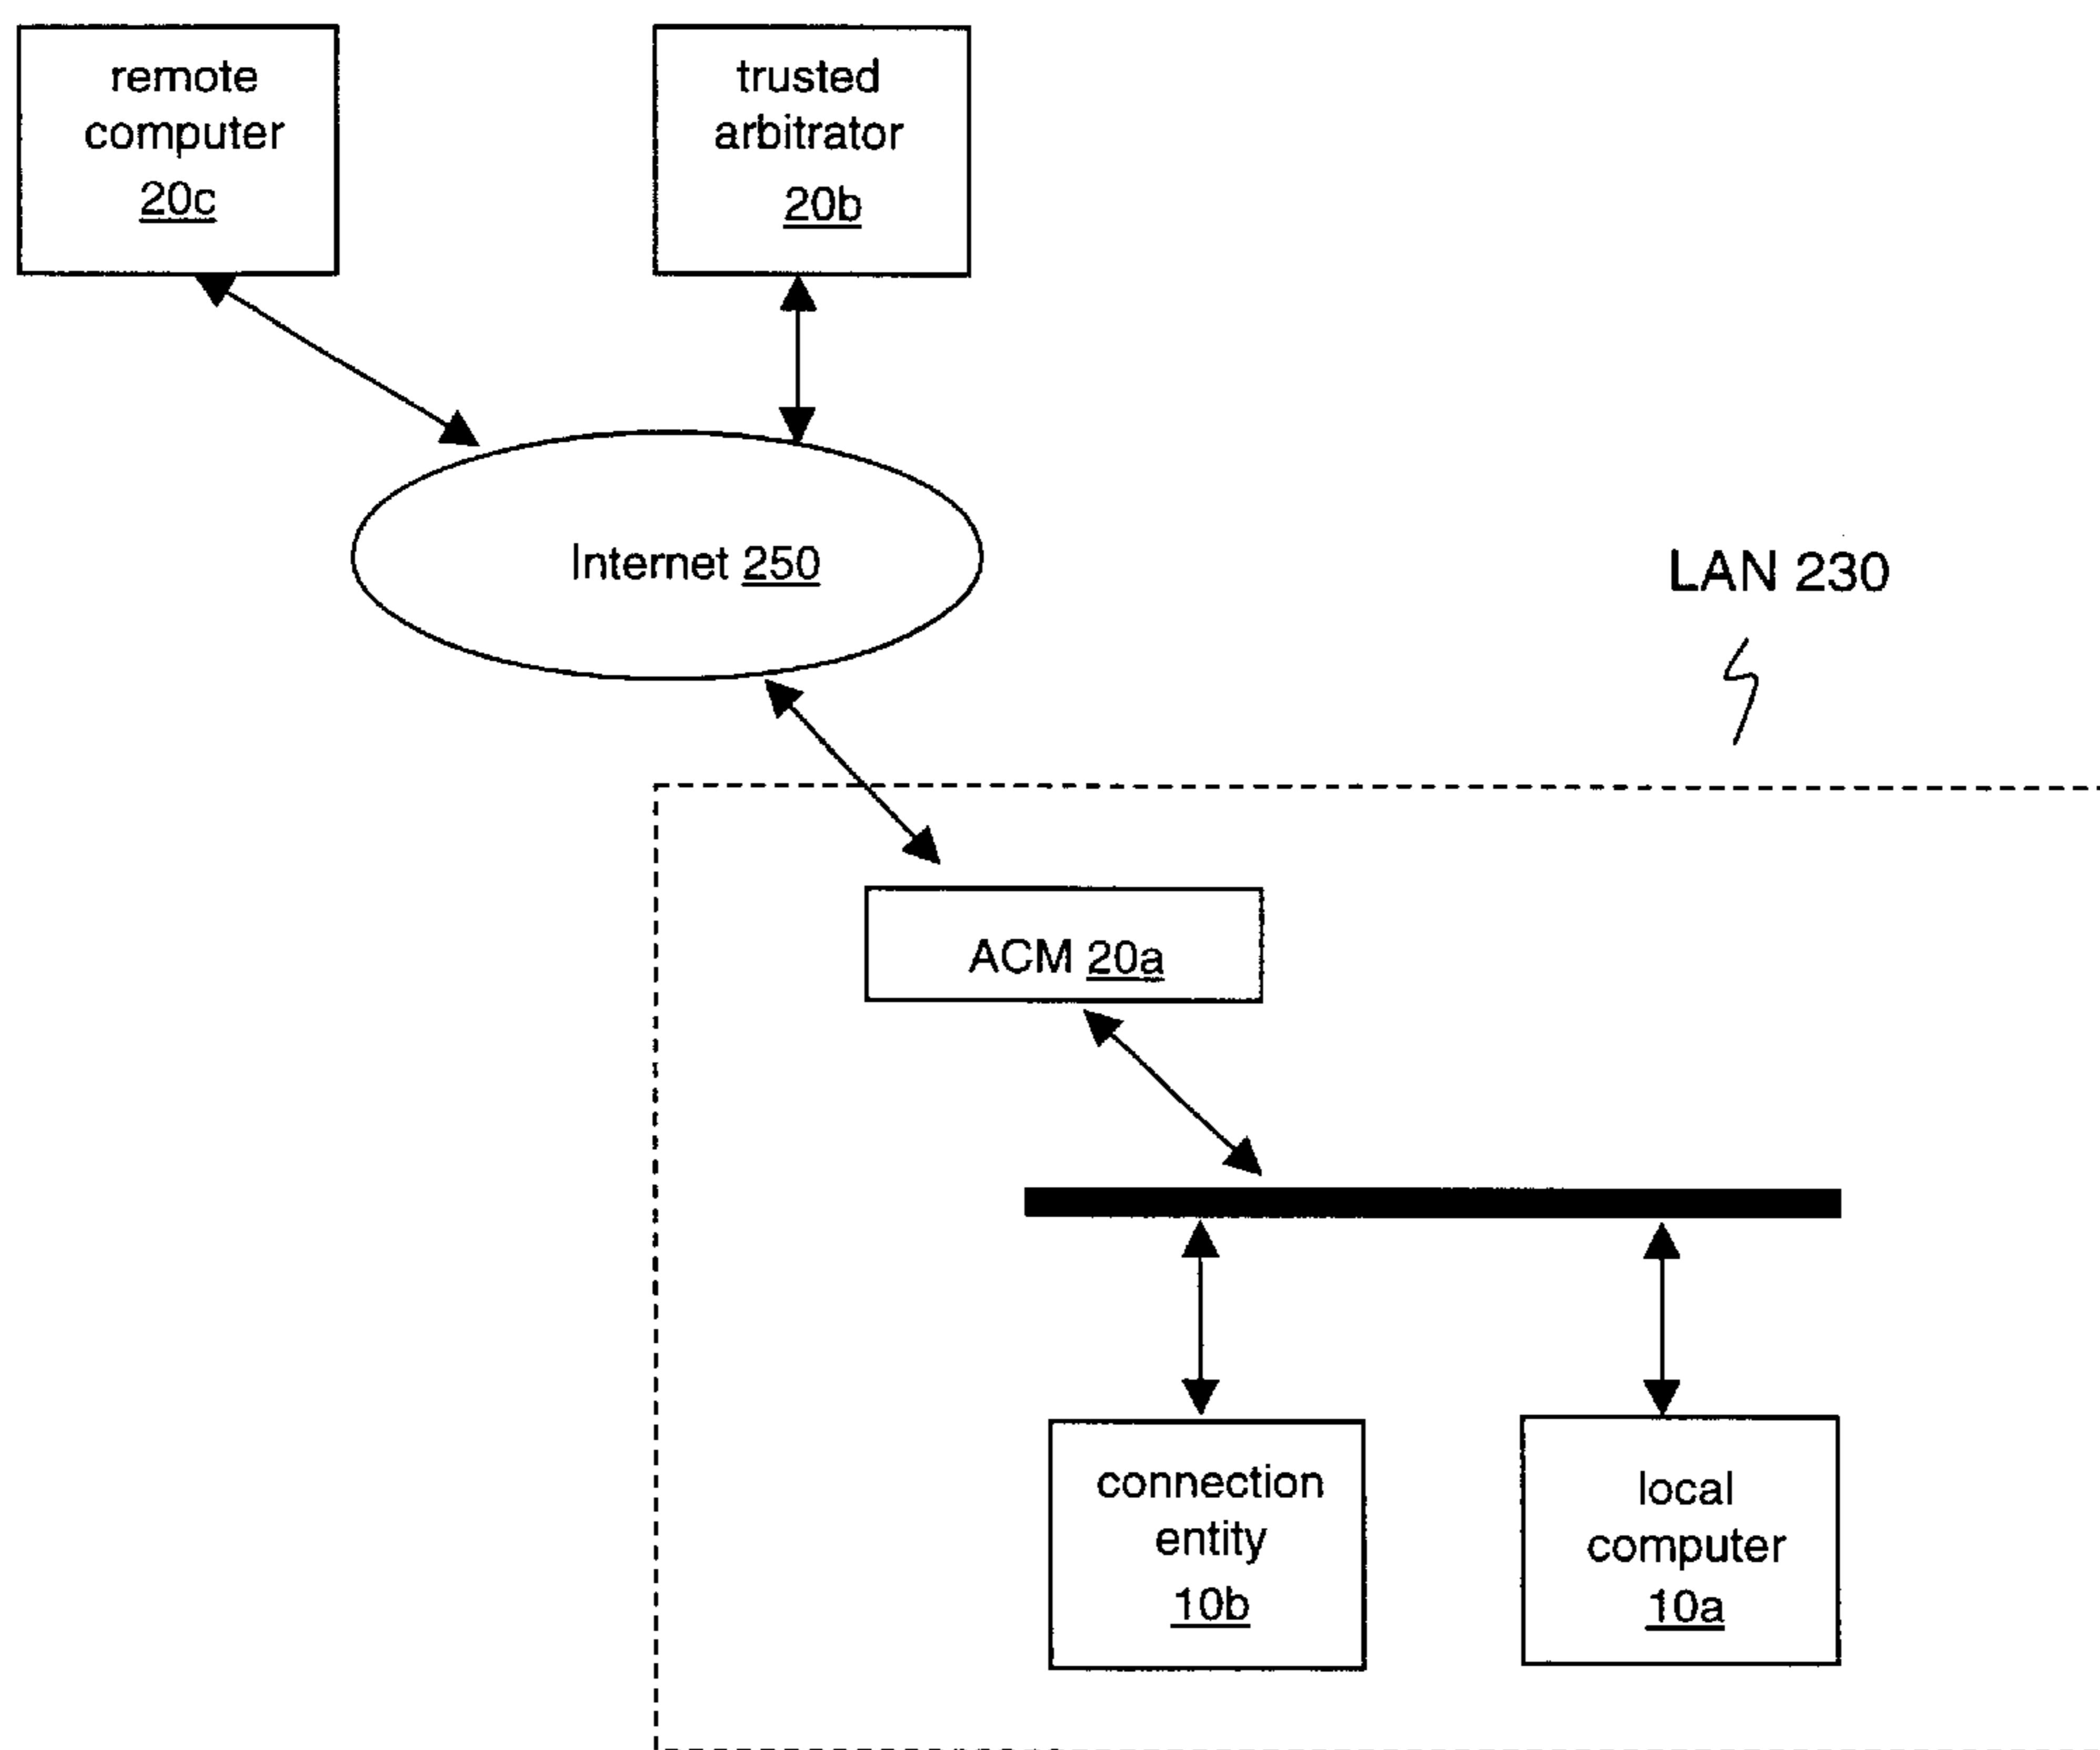 remote
computer
20c
trusted
arbitrator
20b
Internet 250
LAN 230
ACM 20a
connection
entity
10b
local
computer
10a